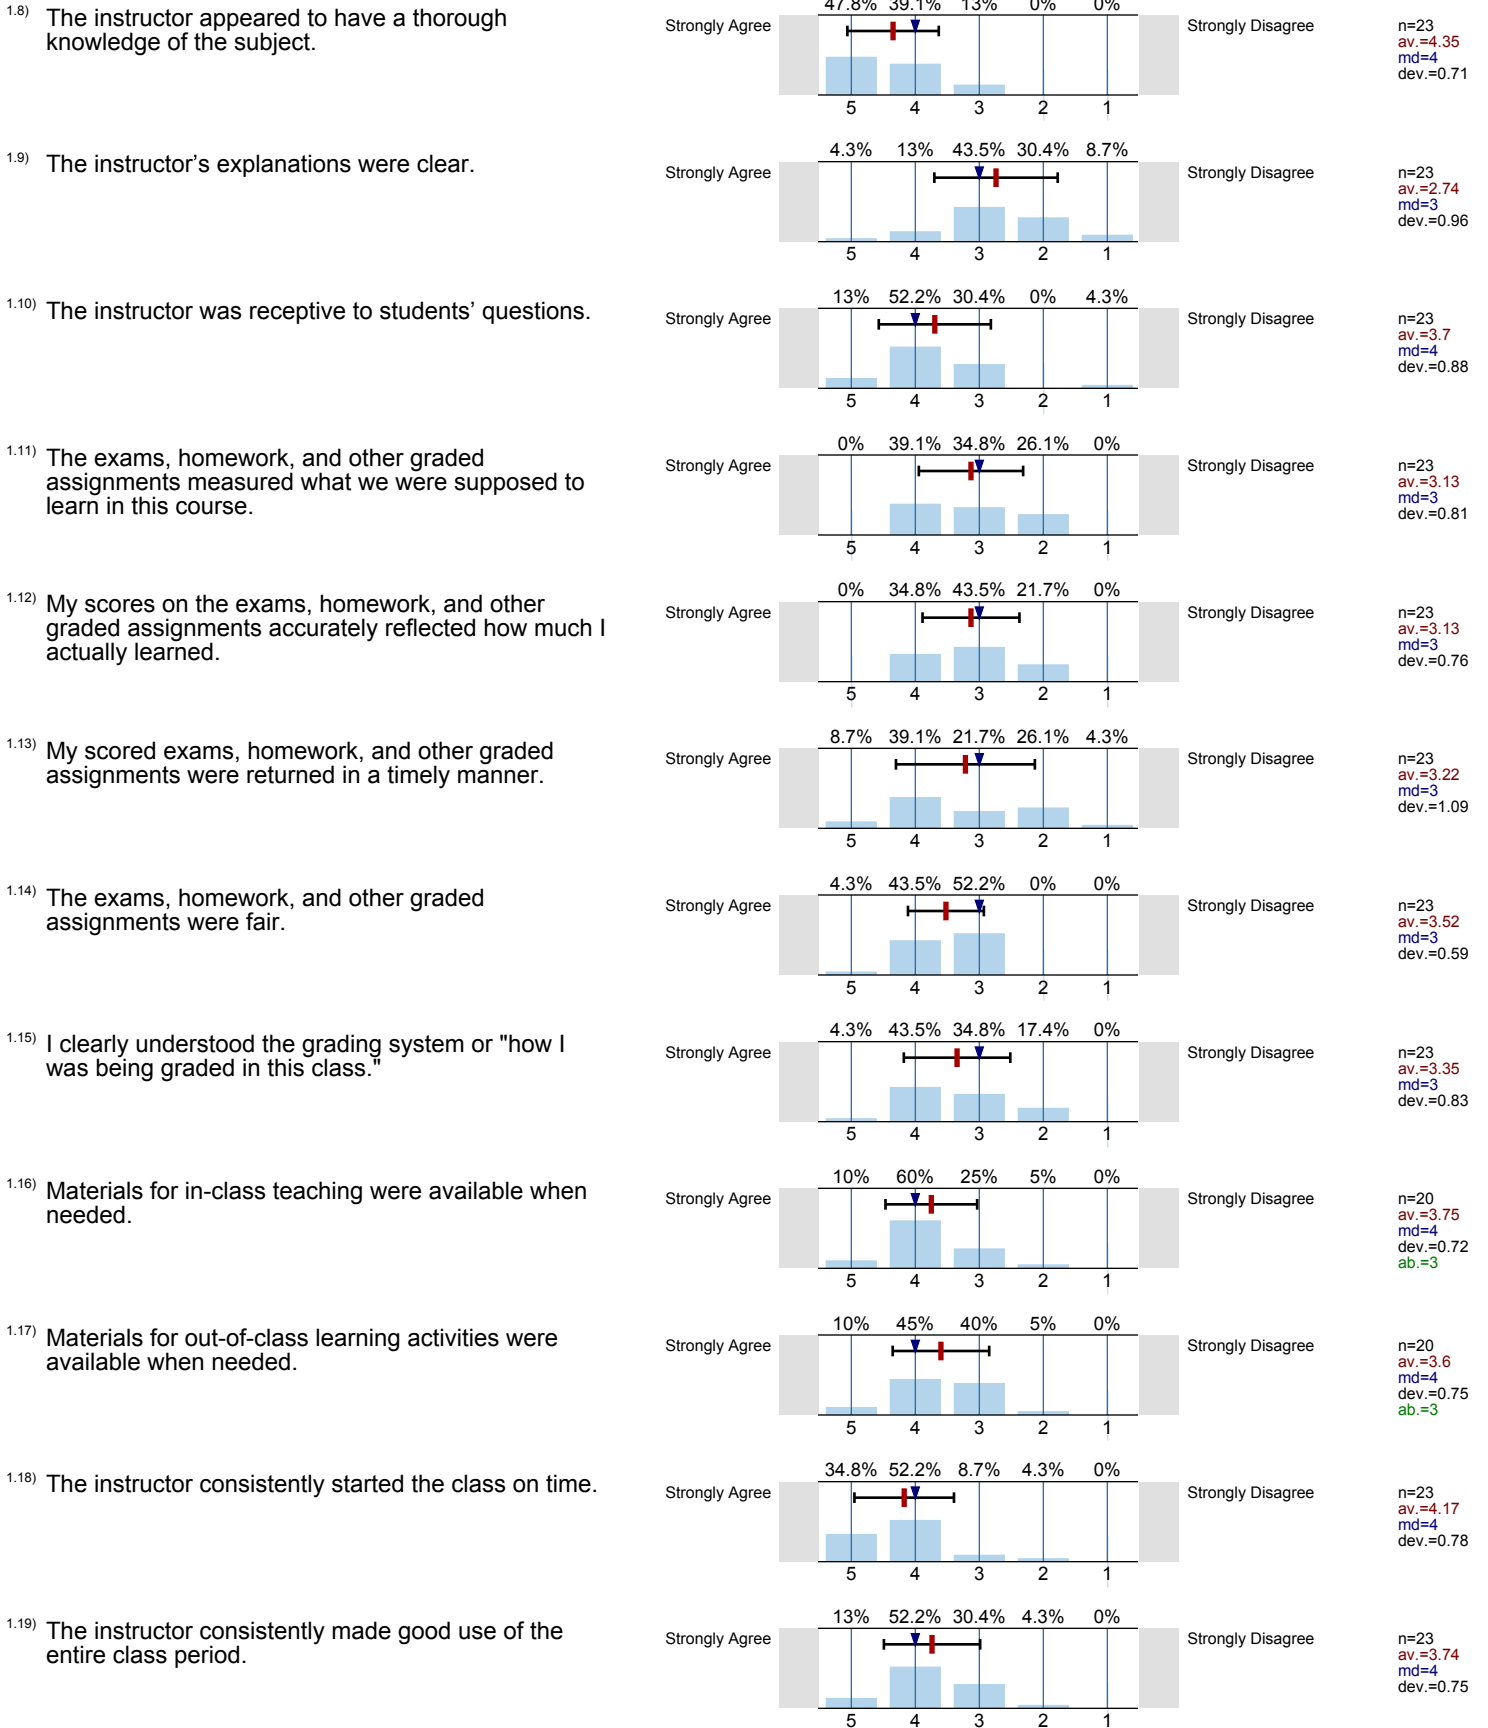 47.8% 39.1% 13% 0% 0%
1.8) The instructor appeared to have a thorough
knowledge of the subject.
Strongly Agree
Strongly Disagree
n=23
av.=4.35
md=4
dev.=0.71
5 4 3 2 1
1.9) The instructor’s explanations were clear.
4.3% 13% 43.5% 30.4% 8.7%
Strongly Agree
Strongly Disagree
n=23
av.=2.74
md=3
dev.=0.96
5 4 3 2 1
1.10) The instructor was receptive to students’ questions.
13% 52.2% 30.4% 0% 4.3%
Strongly Agree
Strongly Disagree
n=23
av.=3.7
md=4
dev.=0.88
5 4 3 2 1
1.11) The exams, homework, and other graded
assignments measured what we were supposed to
learn in this course.
0% 39.1% 34.8% 26.1% 0%
Strongly Agree
Strongly Disagree
n=23
av.=3.13
md=3
dev.=0.81
5 4 3 2 1
1.12) My scores on the exams, homework, and other
graded assignments accurately reflected how much I
actually learned.
0% 34.8% 43.5% 21.7% 0%
Strongly Agree
Strongly Disagree
n=23
av.=3.13
md=3
dev.=0.76
5 4 3 2 1
1.13) My scored exams, homework, and other graded
assignments were returned in a timely manner.
8.7% 39.1% 21.7% 26.1% 4.3%
Strongly Agree
Strongly Disagree
n=23
av.=3.22
md=3
dev.=1.09
5 4 3 2 1
1.14) The exams, homework, and other graded
assignments were fair.
4.3% 43.5% 52.2% 0% 0%
Strongly Agree
Strongly Disagree
n=23
av.=3.52
md=3
dev.=0.59
5 4 3 2 1
1.15) I clearly understood the grading system or "how I
was being graded in this class."
4.3% 43.5% 34.8% 17.4% 0%
Strongly Agree
Strongly Disagree
n=23
av.=3.35
md=3
dev.=0.83
5 4 3 2 1
1.16) Materials for in-class teaching were available when
needed.
10% 60% 25% 5% 0%
Strongly Agree
Strongly Disagree
n=20
av.=3.75
md=4
dev.=0.72
ab.=3
5 4 3 2 1
1.17) Materials for out-of-class learning activities were
available when needed.
10% 45% 40% 5% 0%
Strongly Agree
Strongly Disagree
n=20
av.=3.6
md=4
dev.=0.75
ab.=3
5 4 3 2 1
1.18) The instructor consistently started the class on time.
34.8% 52.2% 8.7% 4.3% 0%
Strongly Agree
Strongly Disagree
n=23
av.=4.17
md=4
dev.=0.78
5 4 3 2 1
1.19) The instructor consistently made good use of the
entire class period.
13% 52.2% 30.4% 4.3% 0%
Strongly Agree
Strongly Disagree
n=23
av.=3.74
md=4
dev.=0.75
5 4 3 2 1